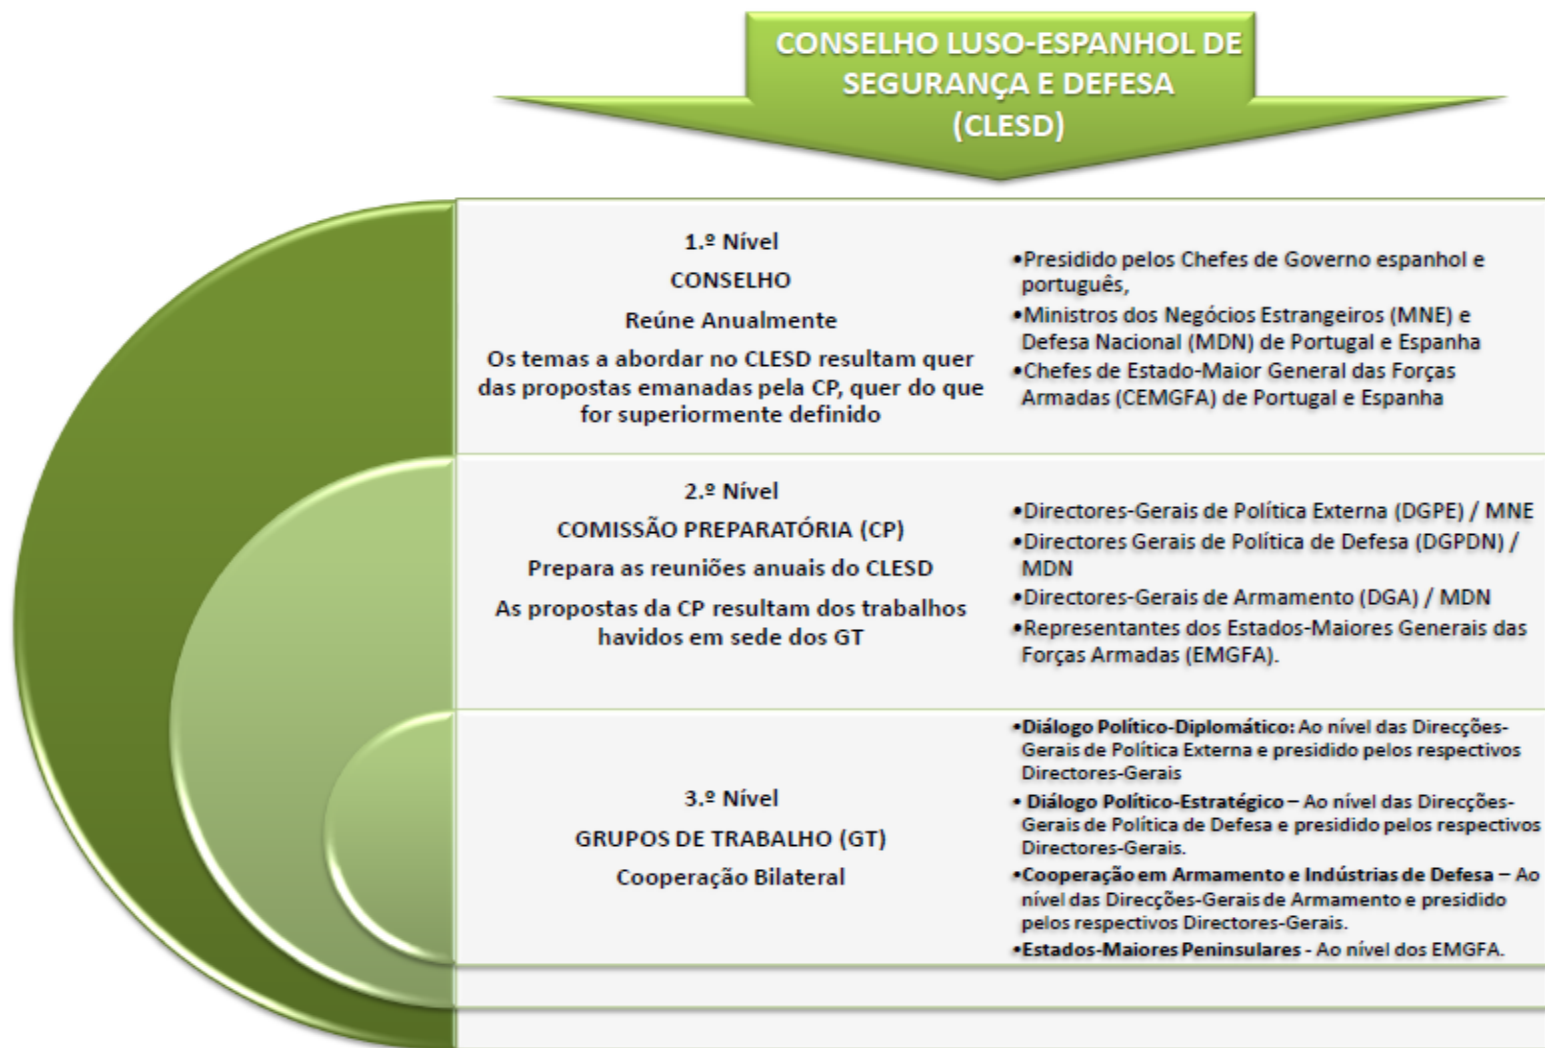 CONSELHO LUSO-ESPANHOL DE
SEGURANÇA E DEFESA
(CLESD)
1.º Nível
CONSELHO
Reúne Anualmente
Os temas a abordar no CLESD resultam quer
das propostas emanadas pela CP, quer do que
for superiormente definido
•Presidido pelos Chefes de Governo espanhol e
português,
•Ministros dos Negócios Estrangeiros (MNE) e
Defesa Nacional (MDN) de Portugal e Espanha
•Chefes de Estado-Maior General das Forças
Armadas (CEMGFA) de Portugal e Espanha
2.º Nível
COMISSÃO PREPARATÓRIA (CP)
Prepara as reuniões anuais do CLESD
As propostas da CP resultam dos trabalhos
havidos em sede dos GT
•Directores-Gerais de Política Externa (DGPE) / MNE
•Directores Gerais de Política de Defesa (DGPDN) /
MDN
•Directores-Gerais de Armamento (DGA) / MDN
•Representantes dos Estados-Maiores Generais das
Forças Armadas (EMGFA).
3.º Nível
GRUPOS DE TRABALHO (GT)
Cooperação Bilateral
•Diálogo Político-Diplomático: Ao nível das Direcções-
Gerais de Política Externa e presidido pelos respectivos
Directores-Gerais
• Diálogo Político-Estratégico – Ao nível das Direcções-
Gerais de Política de Defesa e presidido pelos respectivos
Directores-Gerais.
•Cooperação em Armamento e Indústrias de Defesa – Ao
nível das Direcções-Gerais de Armamento e presidido
pelos respectivos Directores-Gerais.
•Estados-Maiores Peninsulares - Ao nível dos EMGFA.